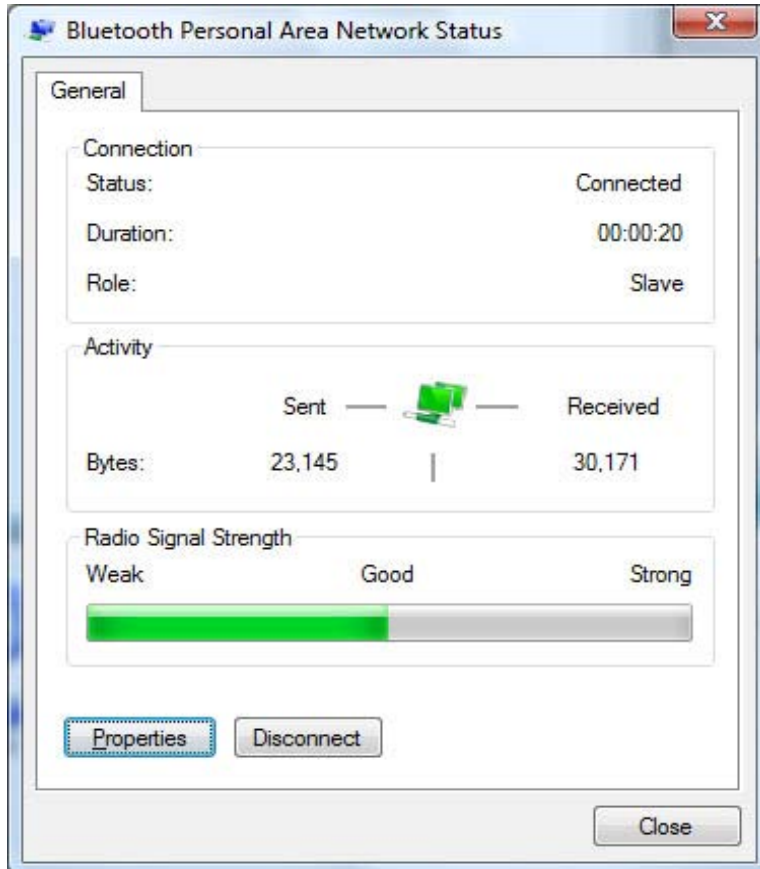 Bluetooth Personal Area Network Status
General
Connection
Status: Connected
Duration: 00:00:20
Role: Slave
Activity
Sent Received
Bytes: 23,145 30,171
Radio Signal Strength
Weak Good Strong
Properties Disconnect
Close